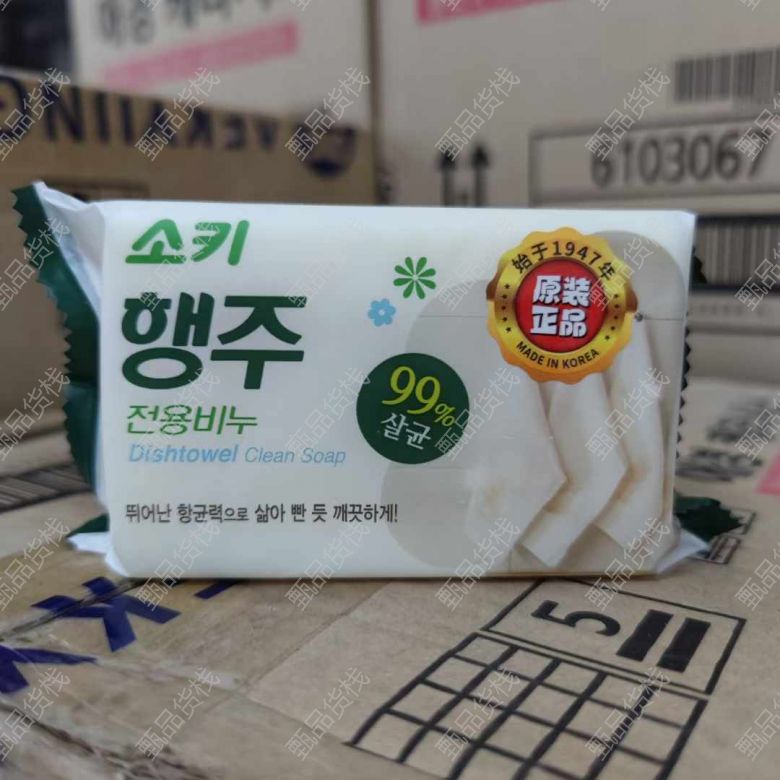 6103067
소키
행주
전용비누
Dishtowel Clean Soap
99%
살균
뛰어난 항균력으로 삶아 빤 듯 깨끗하게!
始于1947年
原装
正品
MADE IN KOREA
5
甄品货栈